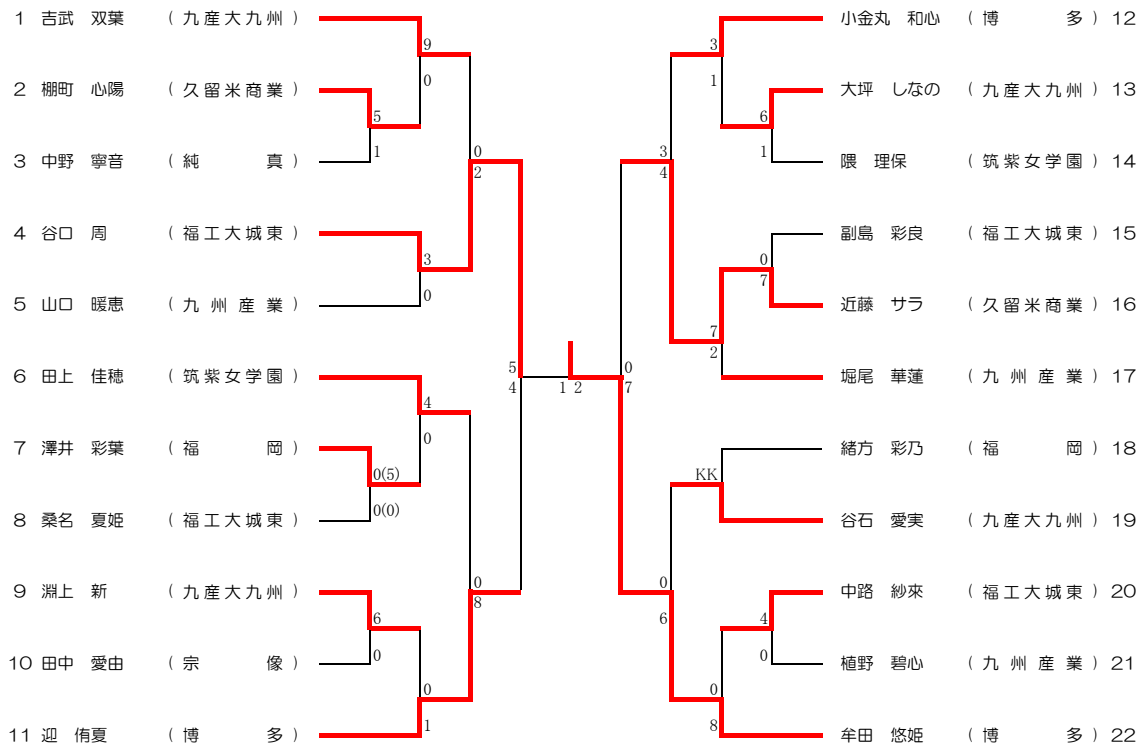 1 吉武 双葉 (九産大九州)
2 棚町 心陽 (久留米商業)
3 中野 寧音 (純 真)
4 谷口 周 (福工大城東)
5 山口 暖恵 (九州産業)
6 田上 佳穂 (筑紫女学園)
7 澤井 彩葉 (福 岡)
8 桑名 夏姫 (福工大城東)
9 淵上 新 (九産大九州)
10 田中 愛由 (宗 像)
11 迎 侑夏 (博 多)
9
0
5
1
0
2
3
0
5
4
4
0
0(5)
0(0)
0
8
6
0
0
1
1 2
小金丸 和心 (博 多) 12
大坪 しなの (九産大九州) 13
隈 理保 (筑紫女学園) 14
副島 彩良 (福工大城東) 15
近藤 サラ (久留米商業) 16
堀尾 華蓮 (九州産業) 17
緒方 彩乃 (福 岡) 18
谷石 愛実 (九産大九州) 19
中路 紗來 (福工大城東) 20
植野 碧心 (九州産業) 21
牟田 悠姫 (博 多) 22
3
1
6
1
3
4
0
7
7
2
0
7
KK
0
6
4
0
0
8